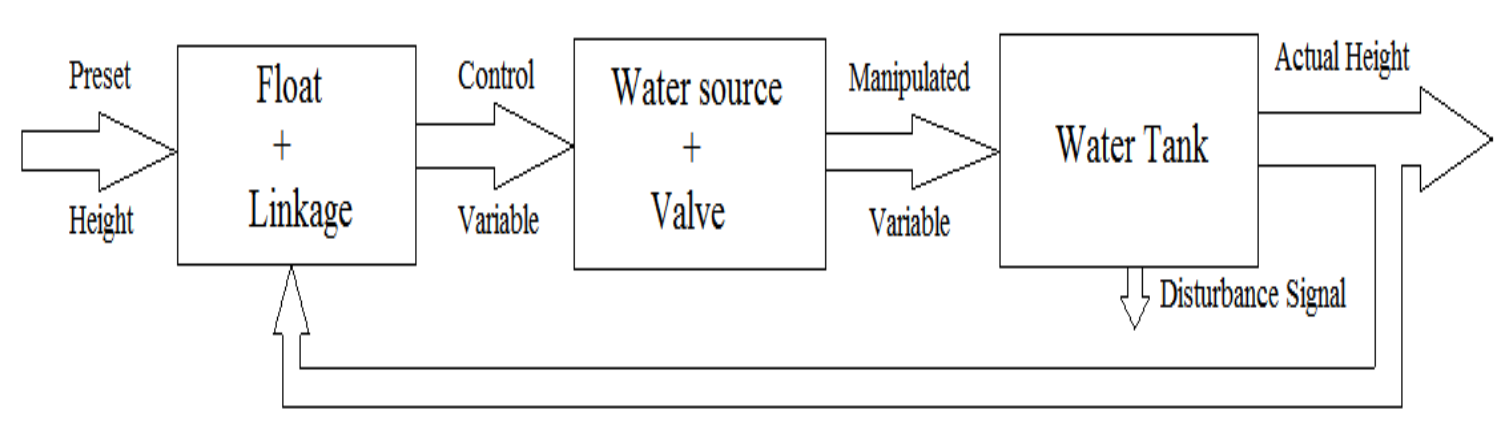 Preset
Height
Float
+
Linkage
Control
Variable
Water source
+
Valve
Manipulated
Variable
Water Tank
Actual Height
Disturbance Signal